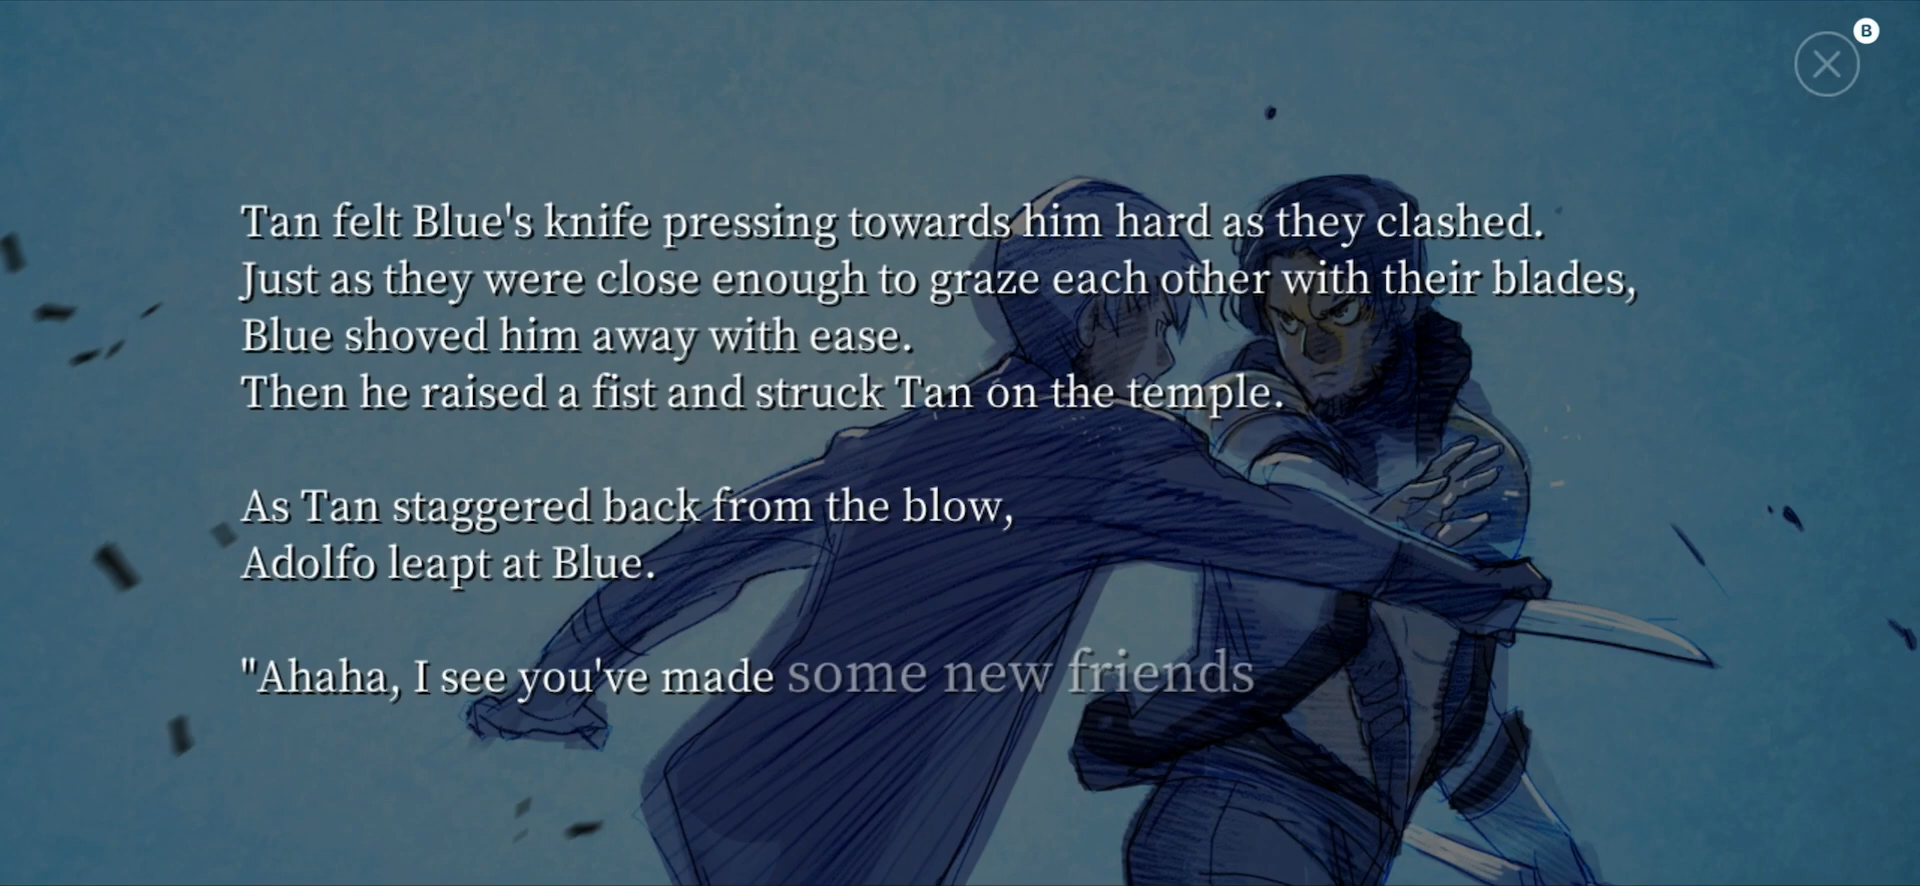 B
Tan felt Blue's knife pressing towards him hard as they clashed.
Just as they were close enough to graze each other with their blades,
Blue shoved him away with ease.
Then he raised a fist and struck Tan on the temple.
As Tan staggered back from the blow,
Adolfo leapt at Blue.
"Ahaha, I see you've made some new friends